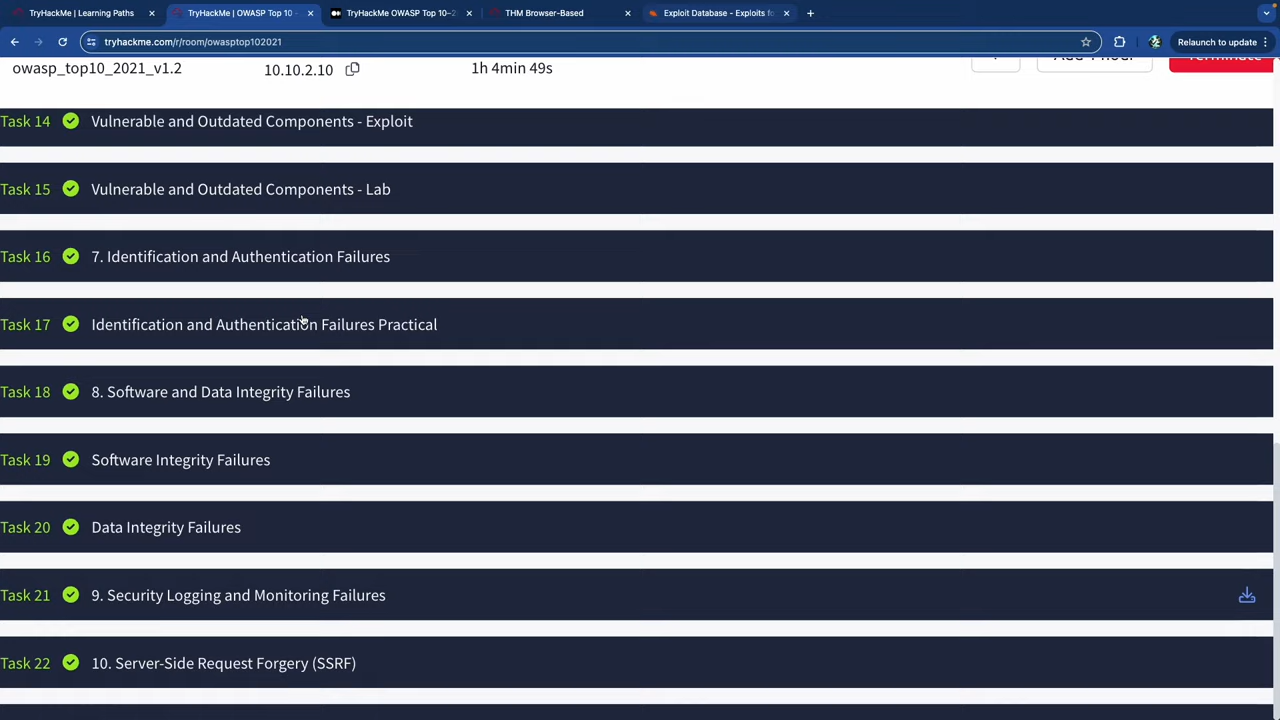 TryHackMe | Learning Paths
TryHackMe | OWASP Top 10 -
TryHackMe OWASP Top 10–2
THM Browser-Based
Exploit Database - Exploits fo
tryhackme.com/r/room/owasptop102021
Relaunch to update
owasp_top10_2021_v1.2
10.10.2.10
1h 4min 49s
Add 1 hour
Terminate
Task 14 Vulnerable and Outdated Components - Exploit
Task 15 Vulnerable and Outdated Components - Lab
Task 16 7. Identification and Authentication Failures
Task 17 Identification and Authentication Failures Practical
Task 18 8. Software and Data Integrity Failures
Task 19 Software Integrity Failures
Task 20 Data Integrity Failures
Task 21 9. Security Logging and Monitoring Failures
Task 22 10. Server-Side Request Forgery (SSRF)